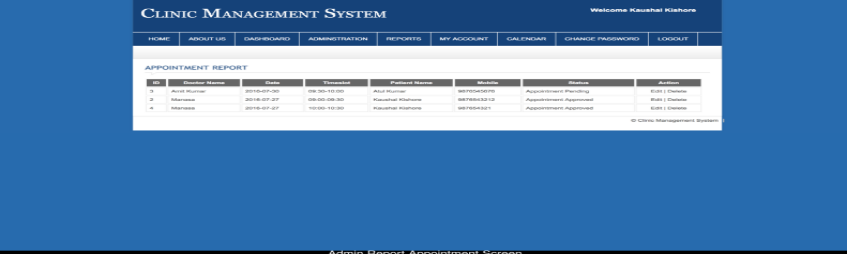 CLINIC MANAGEMENT SYSTEM
Welcome Kaushal Kishore
HOME ABOUT US DASHBOARD ADMINSTRATION REPORTS MY ACCOUNT CALENDAR CHANGE PASSWORD LOGOUT
APPOINTMENT REPORT
ID Doctor Name Date Timeslot Patient Name Mobile Status Action
3 Amit Kumar 2016-07-30 09:30-10:00 Atul Kumar Appointment Pending Edit | Delete
2 Manasa 2016-07-27 09:00-09:30 Kaushal Kishore 9876543212 Appointment Approved Edit | Delete
4 Manasa 2016-07-27 10:00-10:30 Kaushal Kishore 987654321 Appointment Approved Edit | Delete
© Clinic Management System
Admin Report Appointment Screen